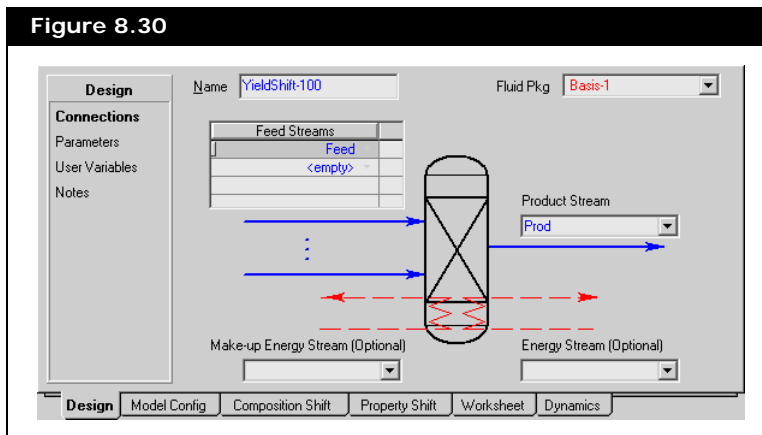 Figure 8.30
Design
Name YieldShift-100
Fluid Pkg Basis-1
Connections
Parameters
User Variables
Notes
Feed Streams
Feed
<empty>
Product Stream
Prod
Make-up Energy Stream (Optional)
Energy Stream (Optional)
Design Model Config Composition Shift Property Shift Worksheet Dynamics